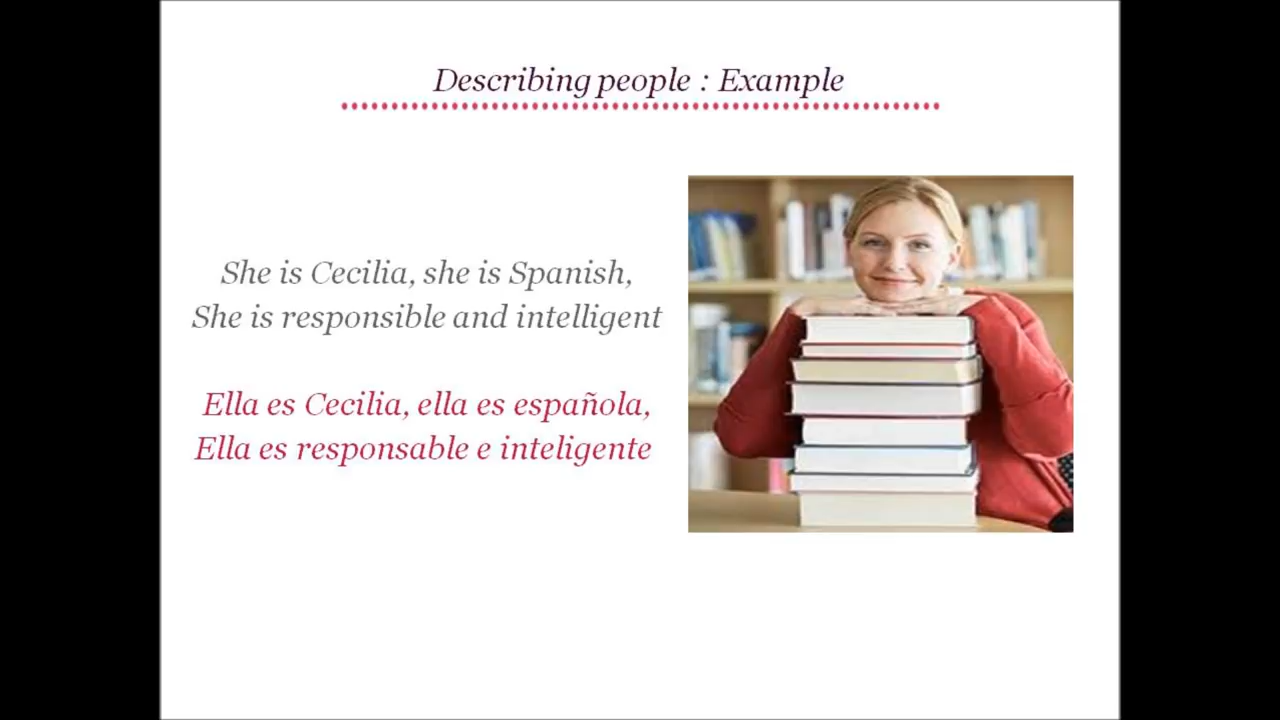 Describing people : Example
She is Cecilia, she is Spanish,
She is responsible and intelligent
Ella es Cecilia, ella es española,
Ella es responsable e inteligente